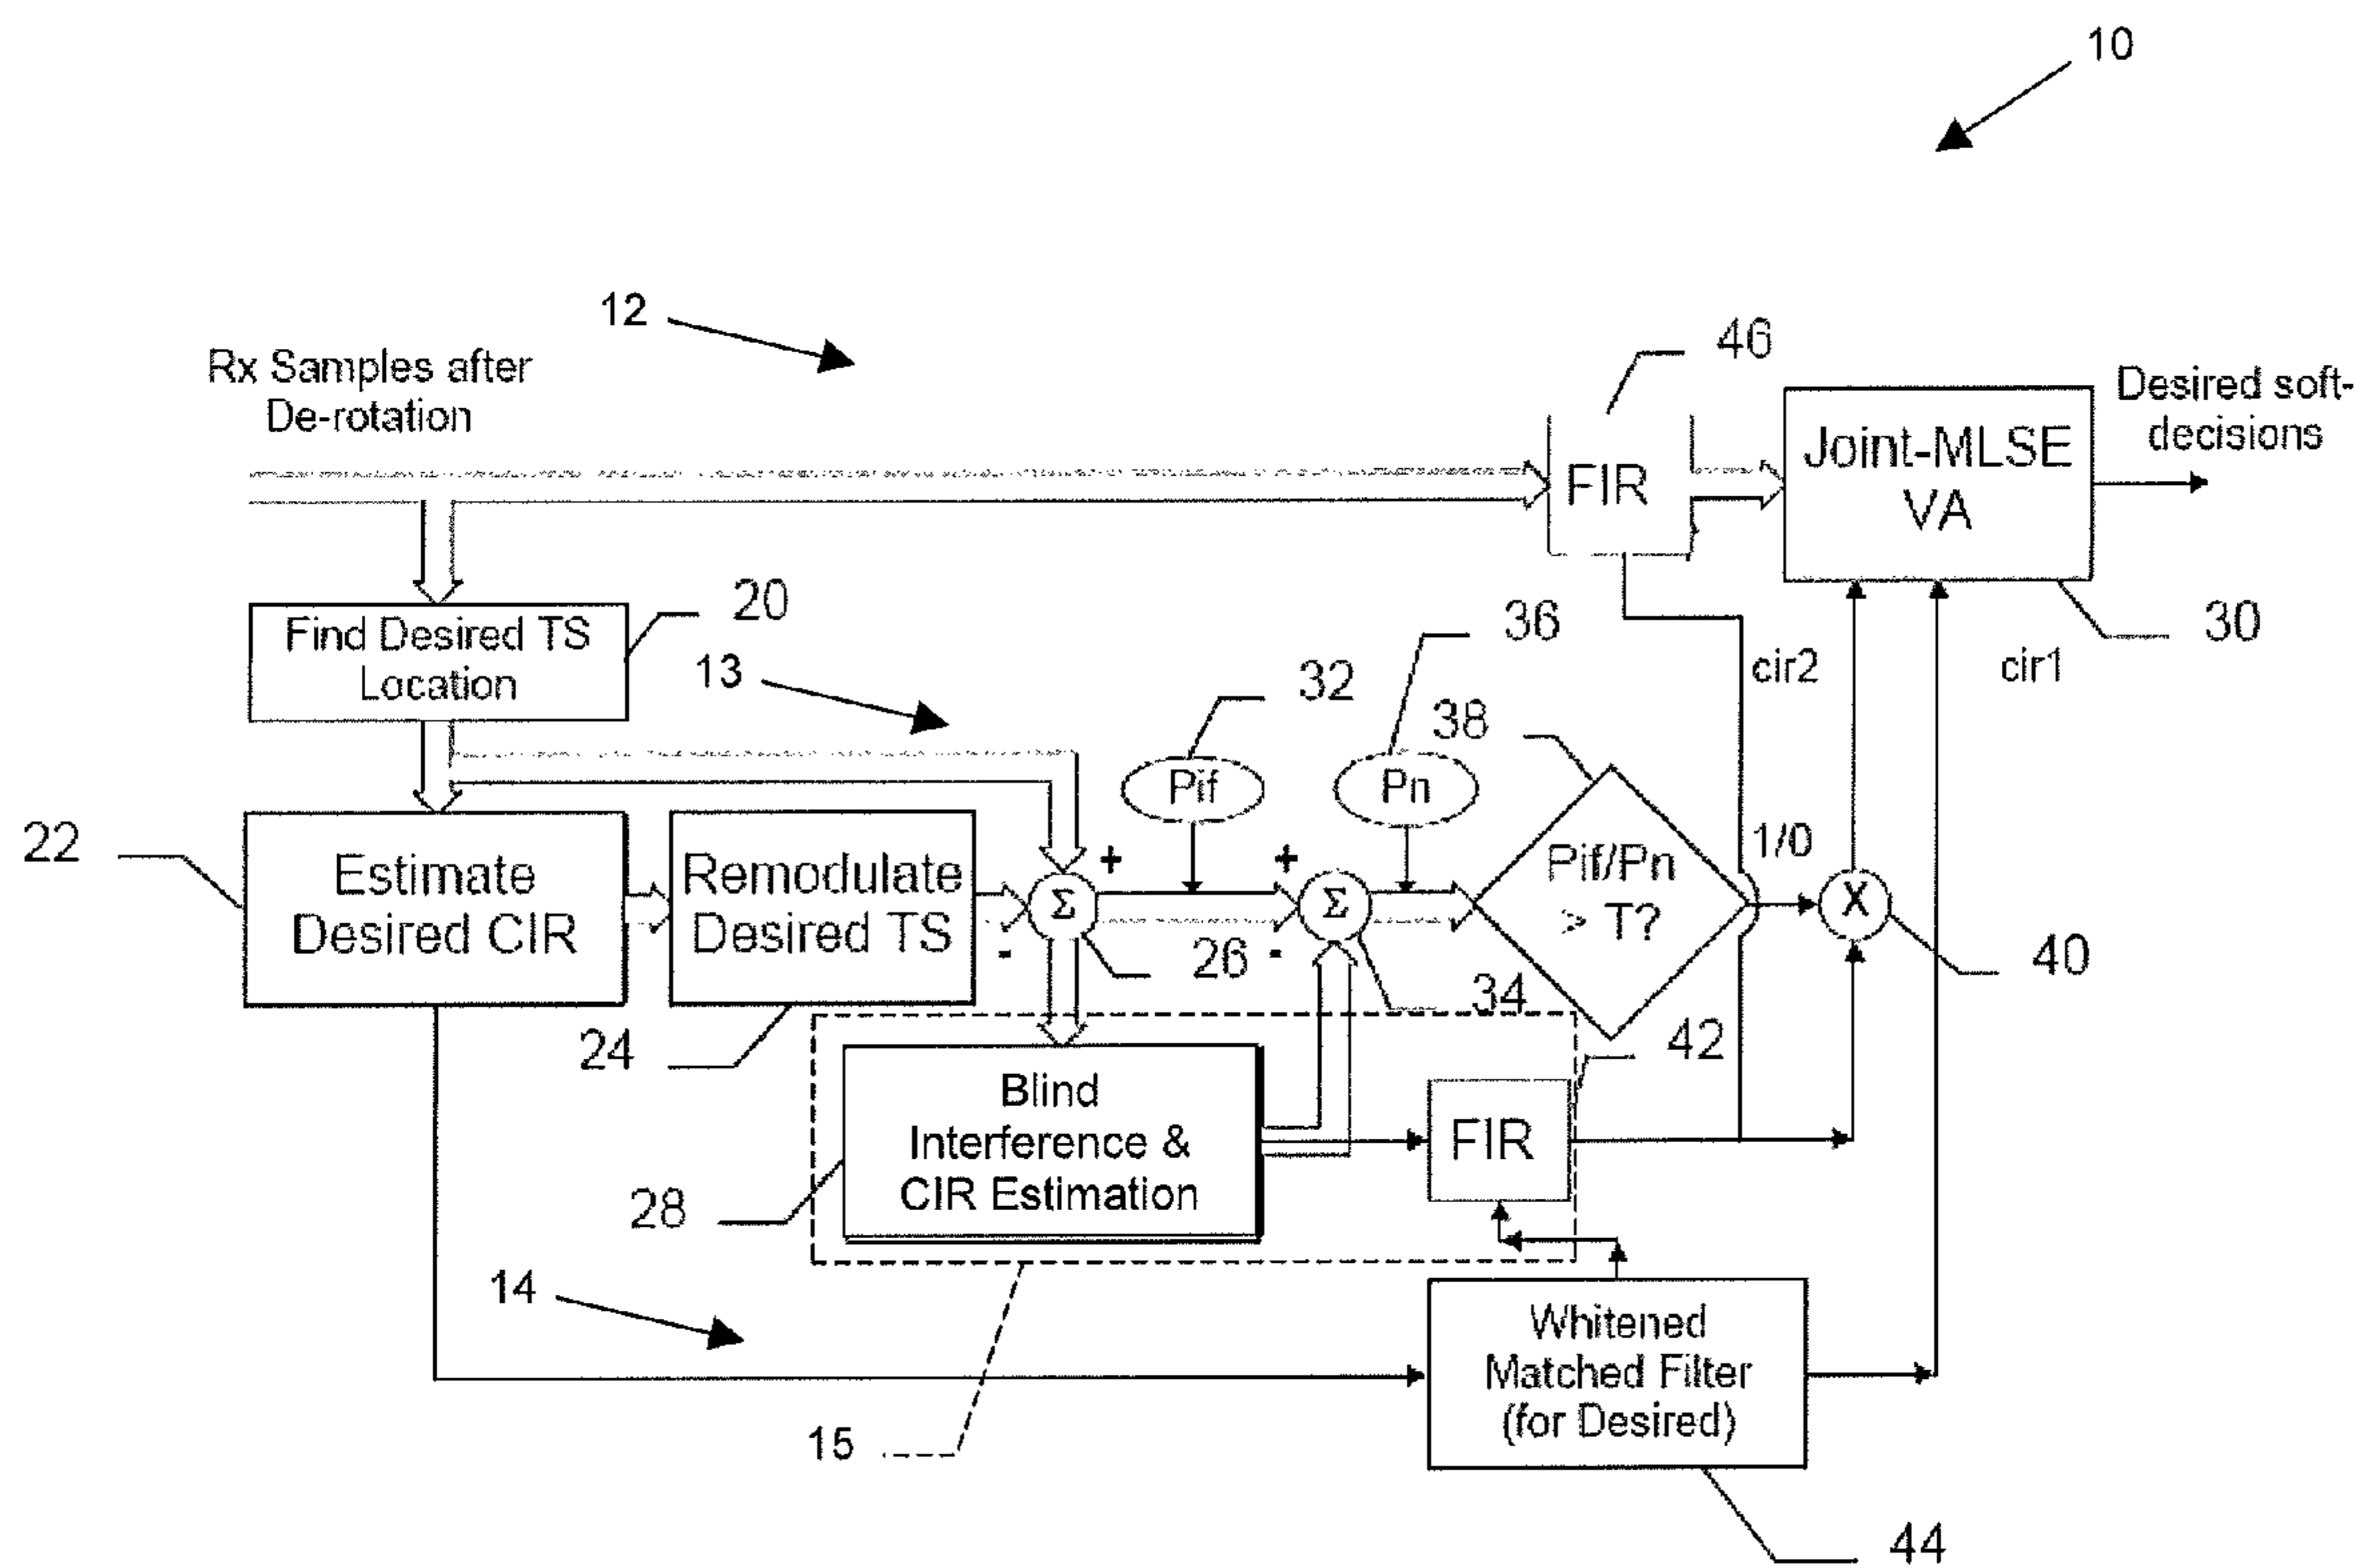 10
12
46
Rx Samples after
De-rotation
Desired soft-
decisions
Joint-MLSE
VA
FIR
20
36
30
Find Desired TS
Location
13
32
cir2
cir1
38
Pif
Pn
22
1/0
+
+
Estimate
Desired CIR
Remodulate
Desired TS
Σ
Σ
Pif/Pn
> T?
X
-
26
-
34
40
24
42
Blind
Interference &
CIR Estimation
FIR
28
14
Whitened
Matched Filter
(for Desired)
15
44